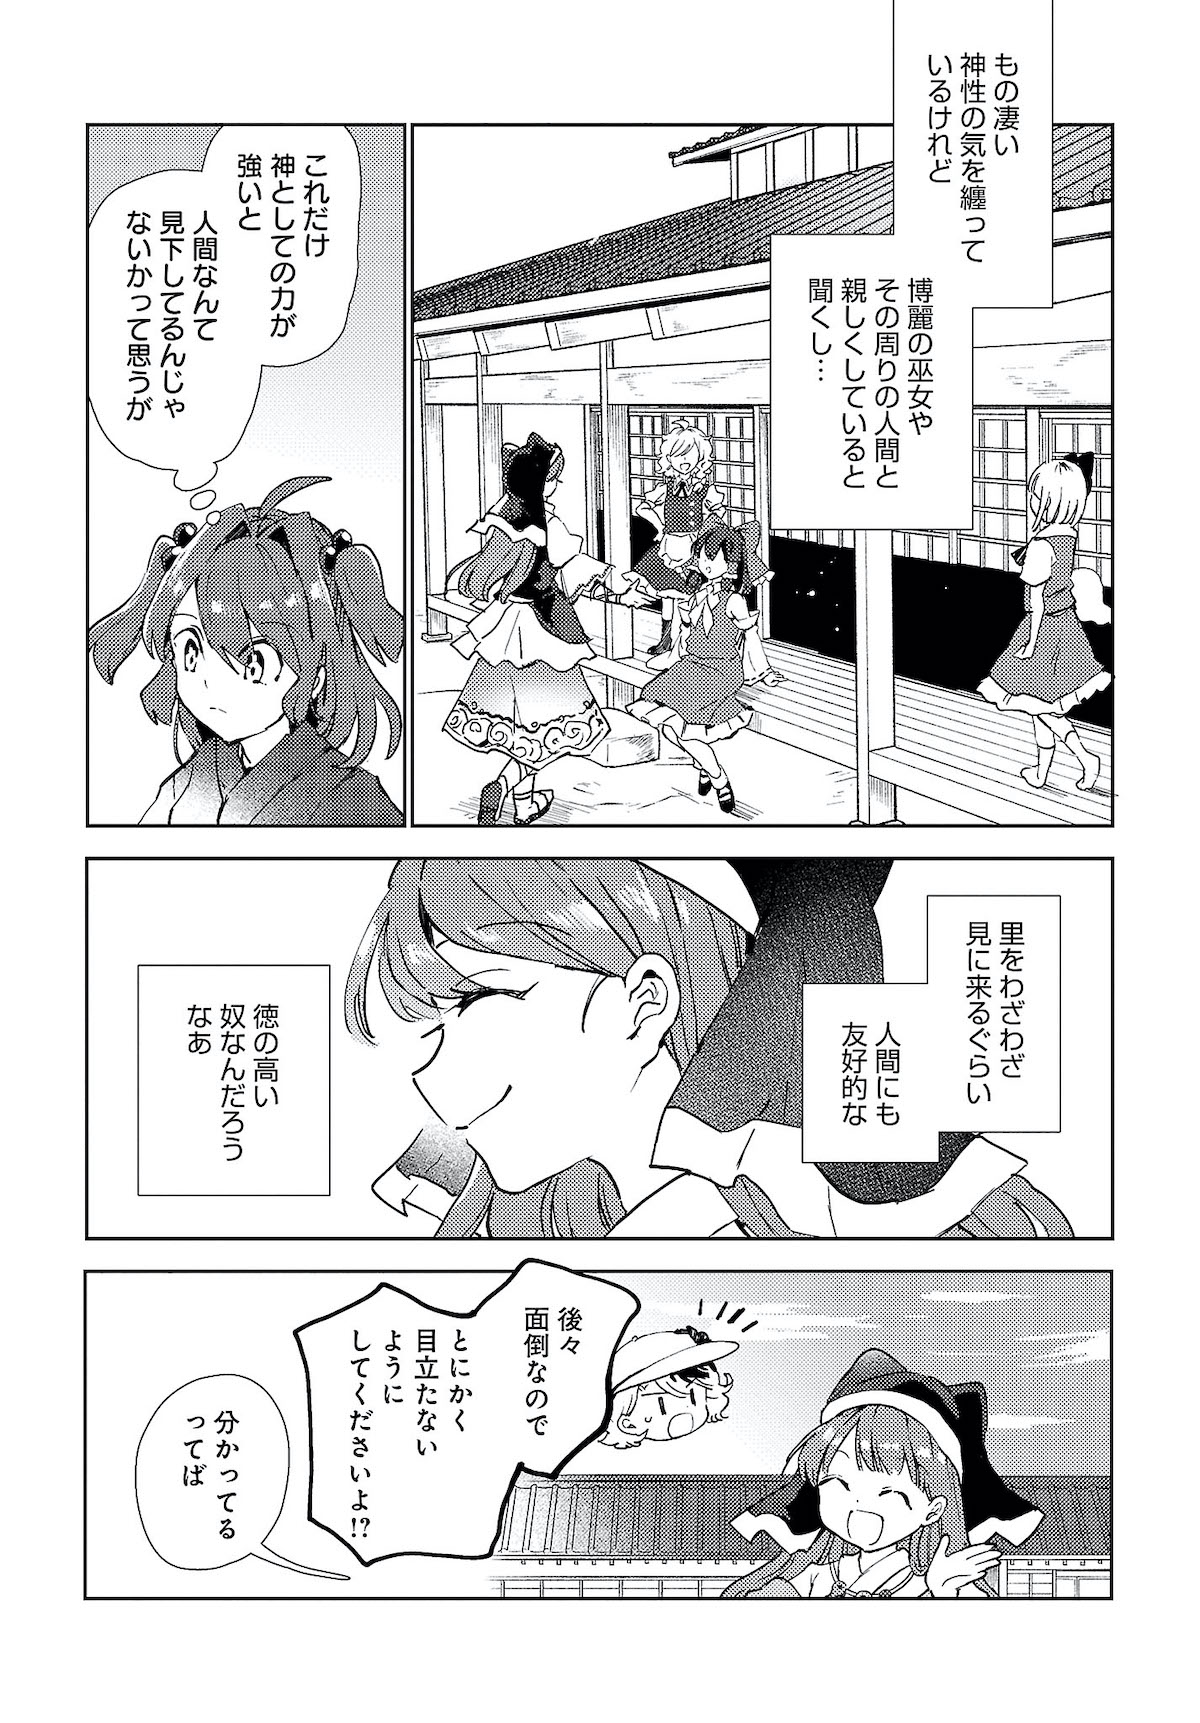 もの凄い
神性の気を纏って
いるけれど
博麗の巫女や
その周りの人間と
親しくしていると
聞くし…
これだけ
神としての力が
強いと
人間なんて
見下してるんじゃ
ないかって思うが
里をわざわざ
見に来るぐらい
人間にも
友好的な
徳の高い
奴なんだろう
なあ
後々
面倒なので
とにかく
目立たない
ように
してくださいよ!?
分かってる
ってば